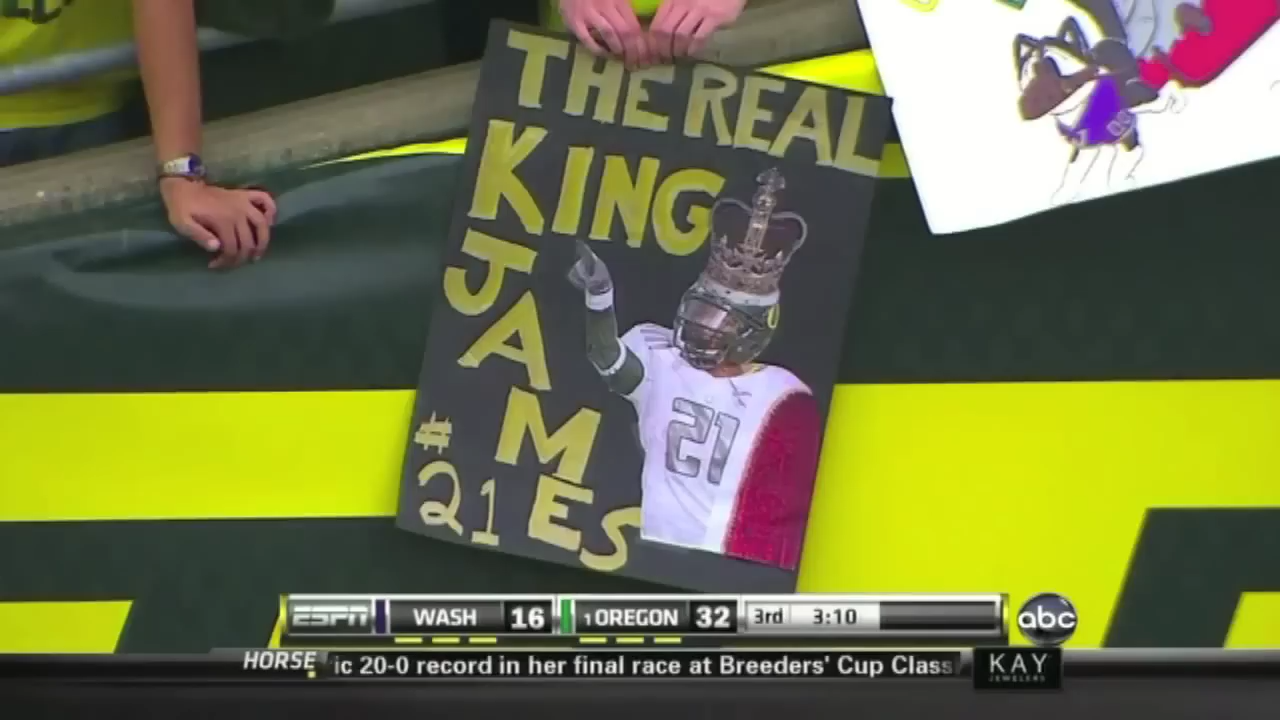 THE REAL
KING
JAMES
#21
21
ESPN WASH 16 1 OREGON 32 3rd 3:10 abc
HORSE ic 20-0 record in her final race at Breeders' Cup Class KAY
JEWELERS